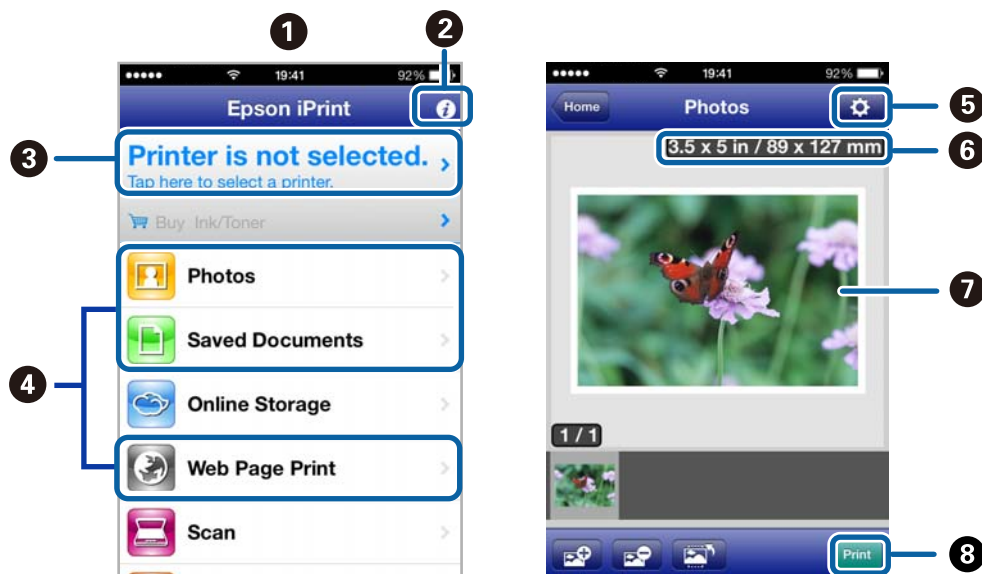 1
2
19:41
92%
Epson iPrint
3
Printer is not selected.
Tap here to select a printer.
Buy Ink/Toner
4
Photos
Saved Documents
Online Storage
Web Page Print
Scan
19:41
92%
Home
Photos
5
3.5 x 5 in / 89 x 127 mm
6
7
1 / 1
Print
8